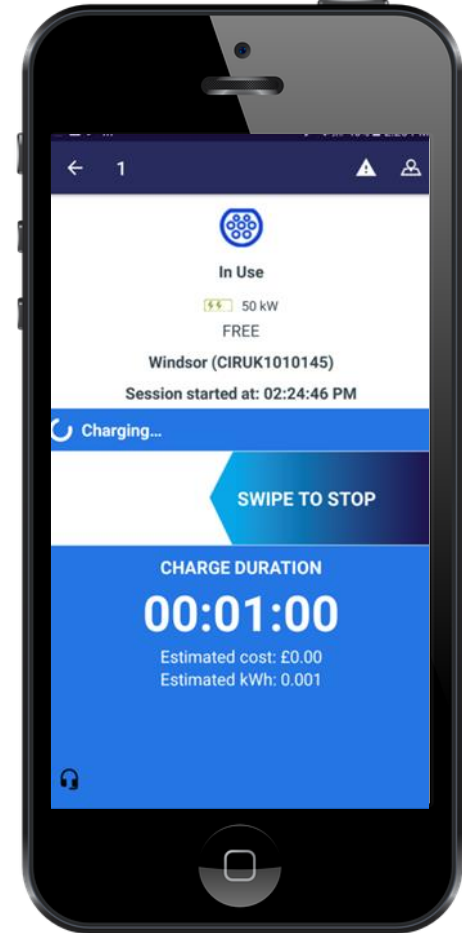 1
In Use
50 kW
FREE
Windsor (CIRUK1010145)
Session started at: 02:24:46 PM
Charging...
SWIPE TO STOP
CHARGE DURATION
00:01:00
Estimated cost: £0.00
Estimated kWh: 0.001